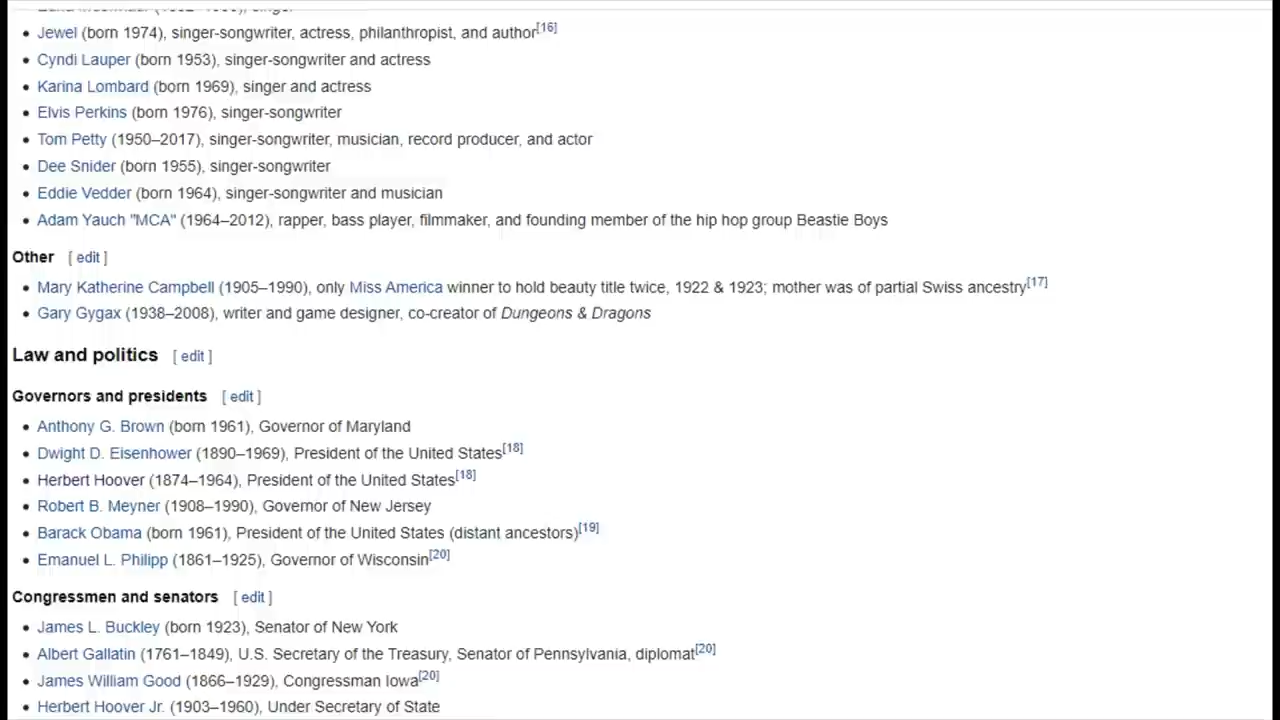 Jewel (born 1974), singer-songwriter, actress, philanthropist, and author[16]
Cyndi Lauper (born 1953), singer-songwriter and actress
Karina Lombard (born 1969), singer and actress
Elvis Perkins (born 1976), singer-songwriter
Tom Petty (1950–2017), singer-songwriter, musician, record producer, and actor
Dee Snider (born 1955), singer-songwriter
Eddie Vedder (born 1964), singer-songwriter and musician
Adam Yauch "MCA" (1964–2012), rapper, bass player, filmmaker, and founding member of the hip hop group Beastie Boys
Other [ edit ]
Mary Katherine Campbell (1905–1990), only Miss America winner to hold beauty title twice, 1922 & 1923; mother was of partial Swiss ancestry[17]
Gary Gygax (1938–2008), writer and game designer, co-creator of Dungeons & Dragons
Law and politics [ edit ]
Governors and presidents [ edit ]
Anthony G. Brown (born 1961), Governor of Maryland
Dwight D. Eisenhower (1890–1969), President of the United States[18]
Herbert Hoover (1874–1964), President of the United States[18]
Robert B. Meyner (1908–1990), Governor of New Jersey
Barack Obama (born 1961), President of the United States (distant ancestors)[19]
Emanuel L. Philipp (1861–1925), Governor of Wisconsin[20]
Congressmen and senators [ edit ]
James L. Buckley (born 1923), Senator of New York
Albert Gallatin (1761–1849), U.S. Secretary of the Treasury, Senator of Pennsylvania, diplomat[20]
James William Good (1866–1929), Congressman Iowa[20]
Herbert Hoover Jr. (1903–1960), Under Secretary of State